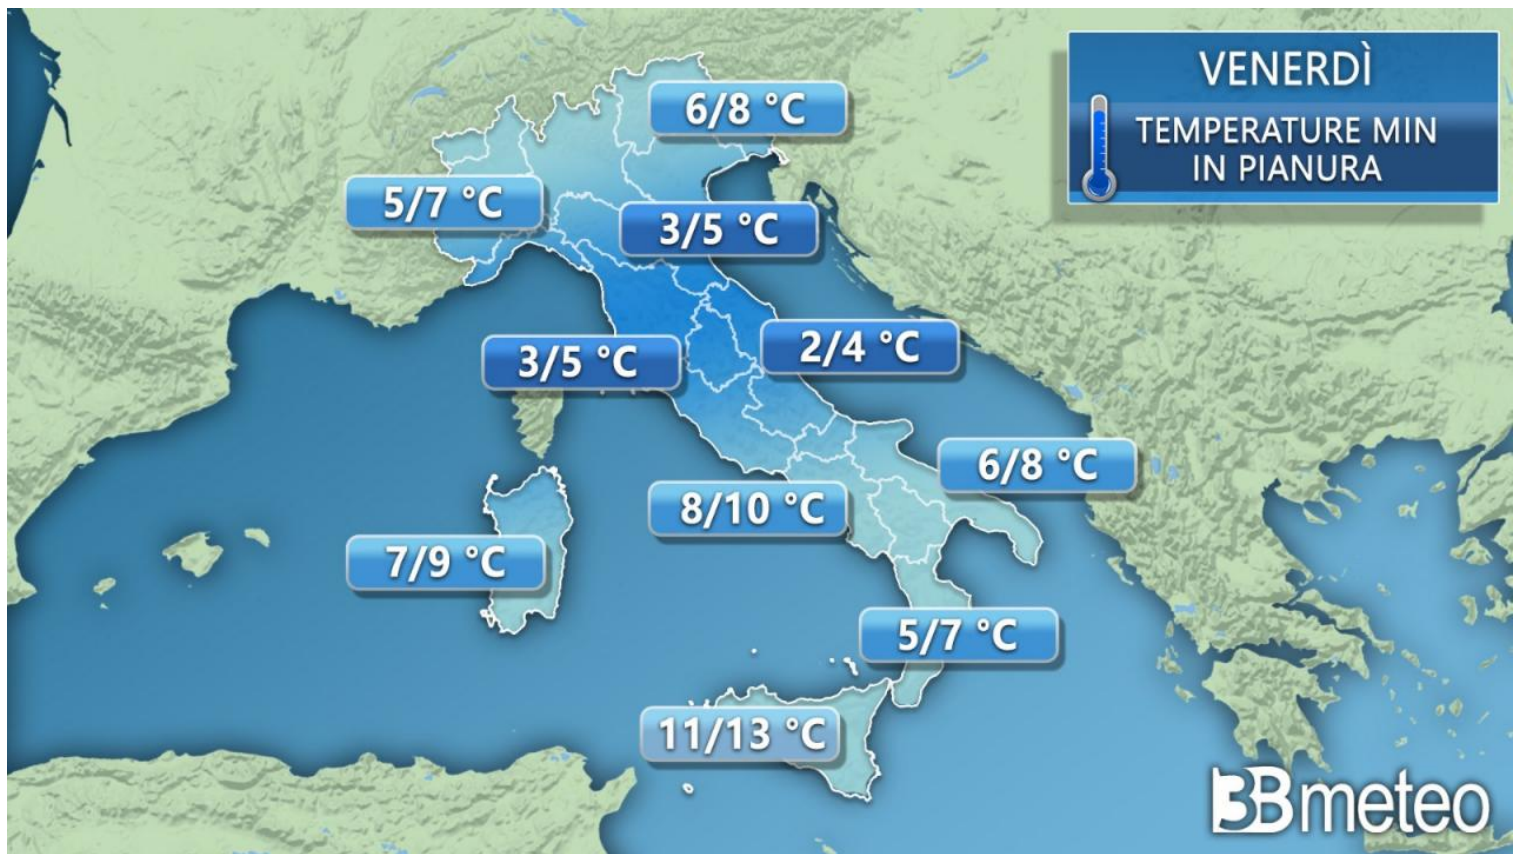 VENERDÌ
TEMPERATURE MIN
IN PIANURA
6/8 °C
5/7 °C
3/5 °C
3/5 °C
2/4 °C
6/8 °C
8/10 °C
7/9 °C
5/7 °C
11/13 °C
3Bmeteo